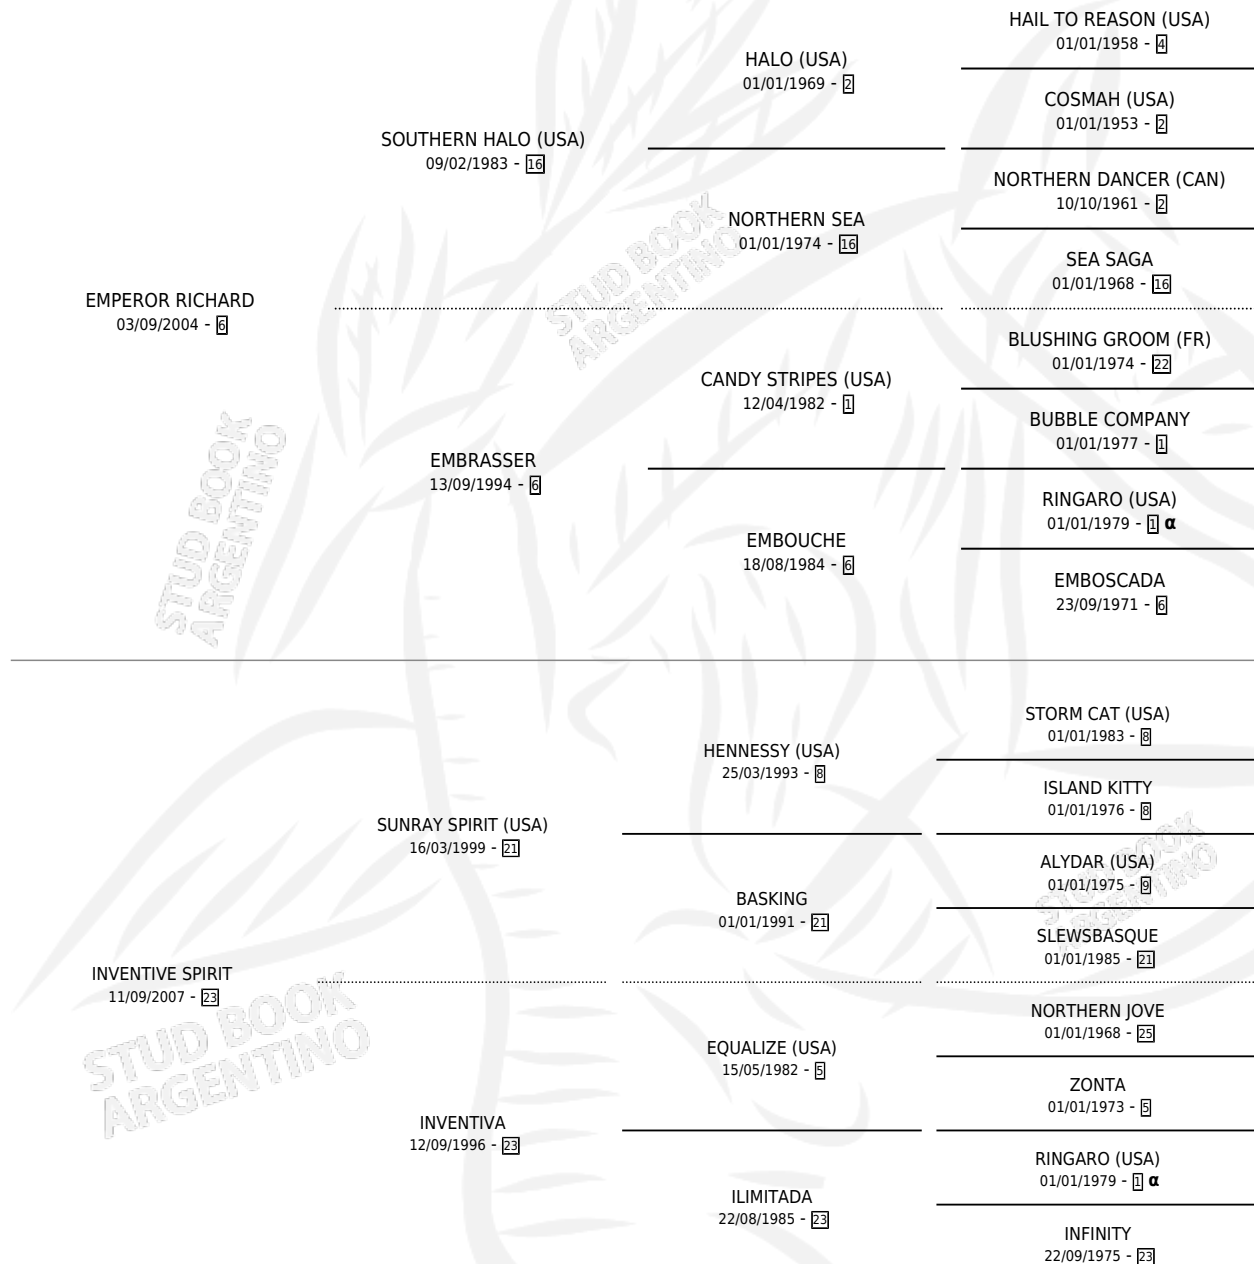 HAIL TO REASON (USA)
01/01/1958 - 4
HALO (USA)
01/01/1969 - 2
COSMAH (USA)
01/01/1953 - 2
SOUTHERN HALO (USA)
09/02/1983 - 16
NORTHERN DANCER (CAN)
10/10/1961 - 2
NORTHERN SEA
01/01/1974 - 16
SEA SAGA
01/01/1968 - 16
STUD BOOK
ARGENTINO
EMPEROR RICHARD
03/09/2004 - 6
BLUSHING GROOM (FR)
01/01/1974 - 22
CANDY STRIPES (USA)
12/04/1982 - 1
BUBBLE COMPANY
01/01/1977 - 1
EMBRASSER
13/09/1994 - 6
RINGARO (USA)
01/01/1979 - 1 α
EMBOUCHE
18/08/1984 - 6
EMBOSCADA
23/09/1971 - 6
STUD BOOK
ARGENTINO
STORM CAT (USA)
01/01/1983 - 8
HENNESSY (USA)
25/03/1993 - 8
ISLAND KITTY
01/01/1976 - 8
SUNRAY SPIRIT (USA)
16/03/1999 - 21
ALYDAR (USA)
01/01/1975 - 9
BASKING
01/01/1991 - 21
SLEWSBASQUE
01/01/1985 - 21
STUD BOOK
ARGENTINO
INVENTIVE SPIRIT
11/09/2007 - 23
NORTHERN JOVE
01/01/1968 - 25
EQUALIZE (USA)
15/05/1982 - 5
ZONTA
01/01/1973 - 5
STUD BOOK
ARGENTINO
INVENTIVA
12/09/1996 - 23
RINGARO (USA)
01/01/1979 - 1 α
ILIMITADA
22/08/1985 - 23
INFINITY
22/09/1975 - 23